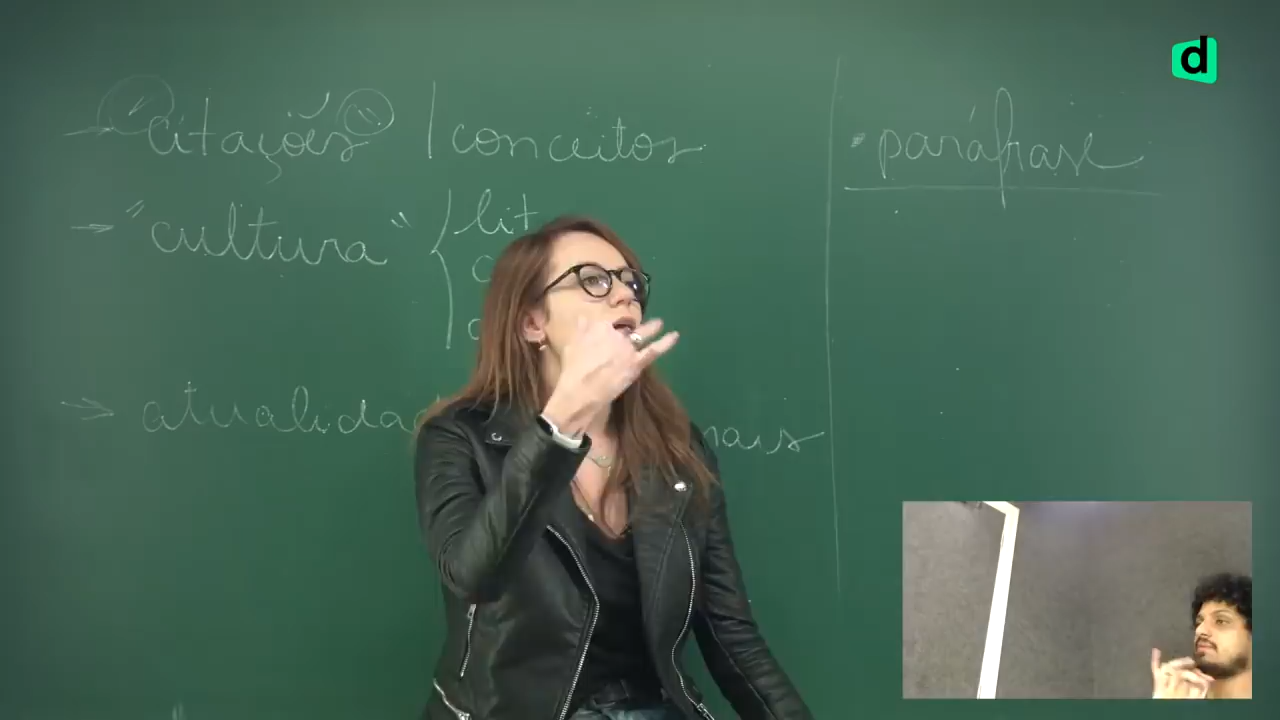 → "citações" | conceitos
→ "cultura" { lit
→ atualidad
• paráfrase
d